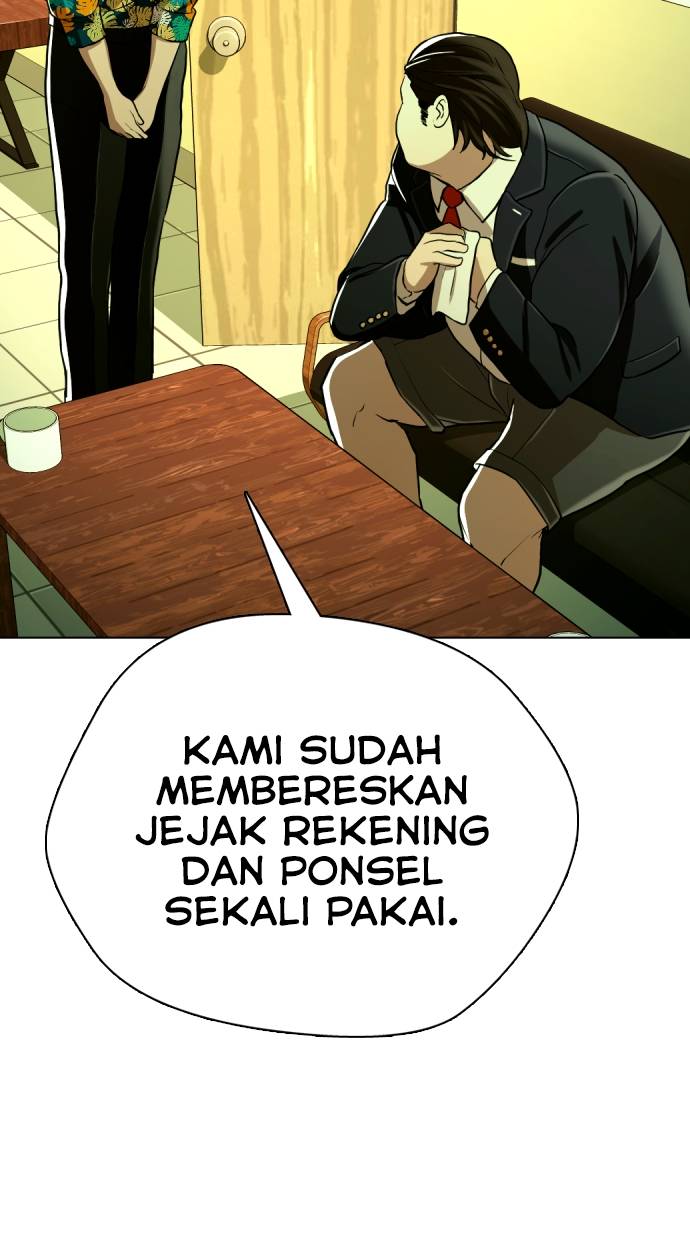 KAMI SUDAH
MEMBERESKAN
JEJAK REKENING
DAN PONSEL
SEKALI PAKAI.